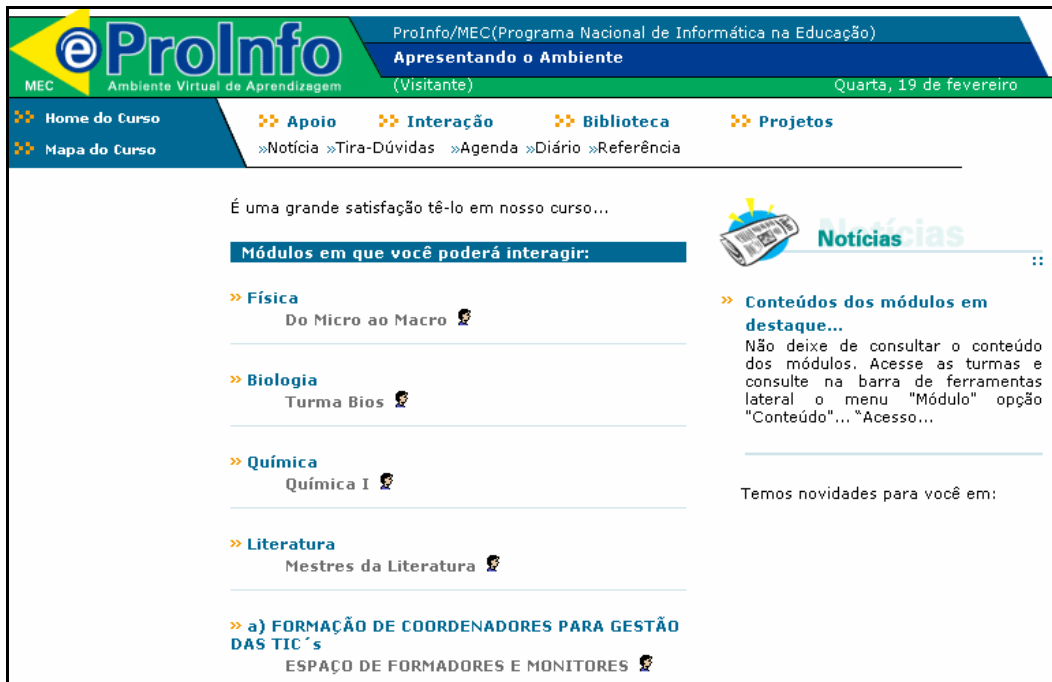 eProInfo
MEC Ambiente Virtual de Aprendizagem
ProInfo/MEC(Programa Nacional de Informática na Educação)
Apresentando o Ambiente
(Visitante) Quarta, 19 de fevereiro
Home do Curso
Mapa do Curso
Apoio Interação Biblioteca Projetos
»Notícia »Tira-Dúvidas »Agenda »Diário »Referência
É uma grande satisfação tê-lo em nosso curso...
Módulos em que você poderá interagir:
» Física
Do Micro ao Macro
» Biologia
Turma Bios
» Química
Química I
» Literatura
Mestres da Literatura
» a) FORMAÇÃO DE COORDENADORES PARA GESTÃO
DAS TIC´s
ESPAÇO DE FORMADORES E MONITORES
Notícias Notícias
::
» Conteúdos dos módulos em
destaque...
Não deixe de consultar o conteúdo
dos módulos. Acesse as turmas e
consulte na barra de ferramentas
lateral o menu "Módulo" opção
"Conteúdo"... “Acesso...
Temos novidades para você em: